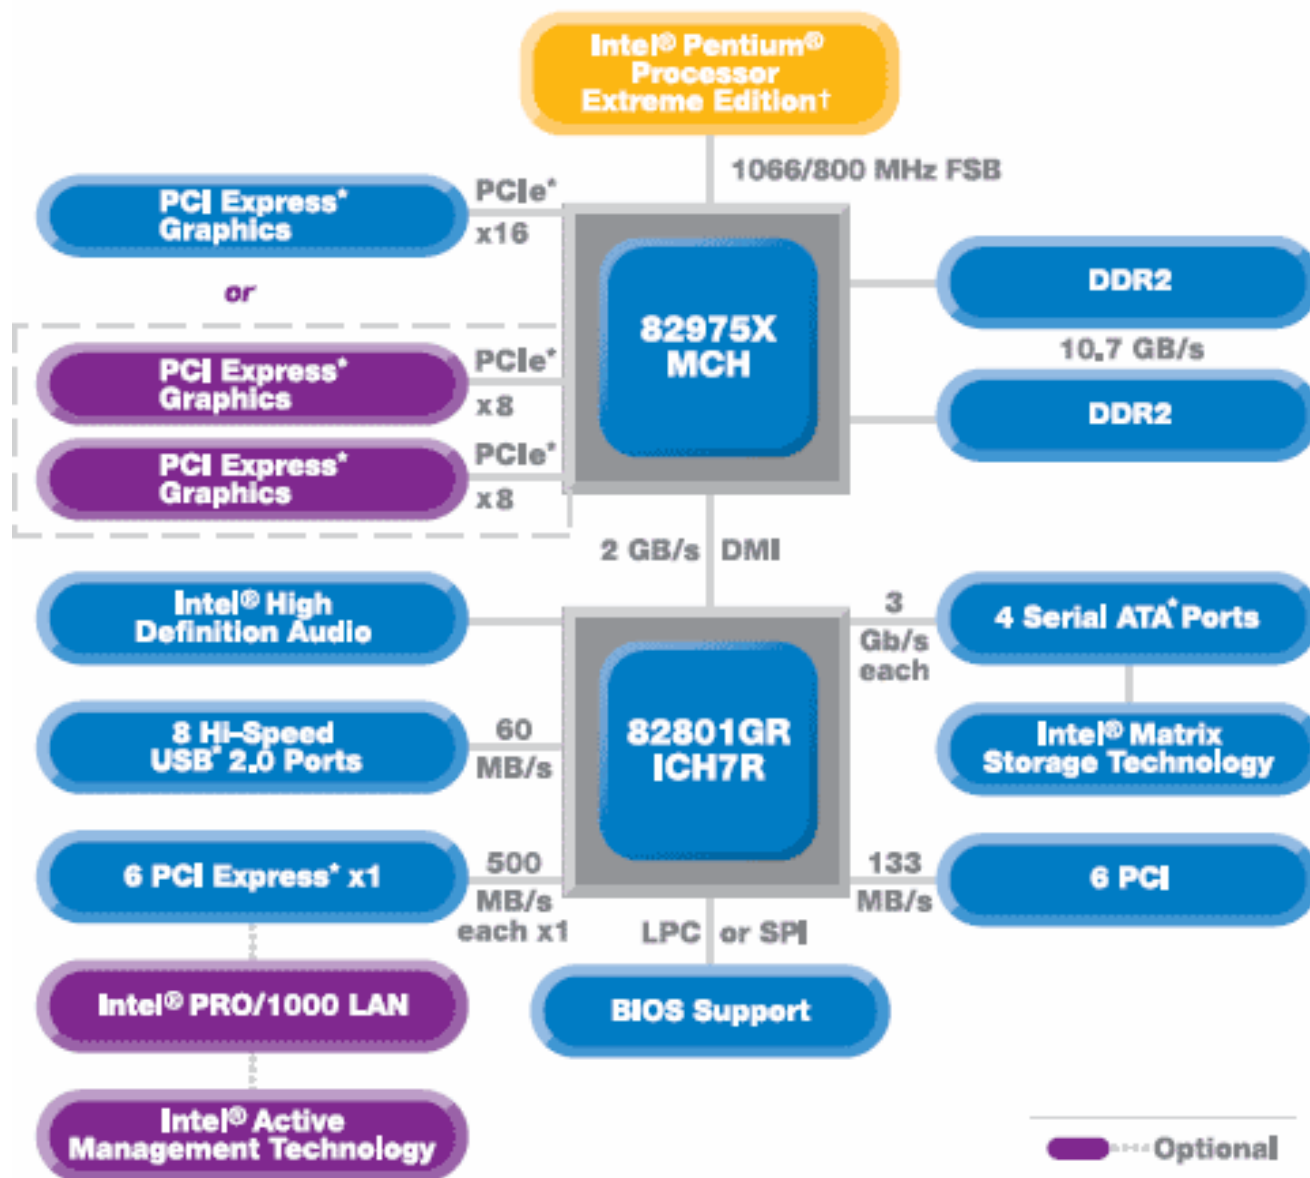 Intel® Pentium®
Processor
Extreme Edition†
1066/800 MHz FSB
PCI Express*
Graphics
PCIe*
x16
or
PCI Express*
Graphics
PCIe*
x8
PCI Express*
Graphics
PCIe*
x8
82975X
MCH
DDR2
10.7 GB/s
DDR2
2 GB/s DMI
Intel® High
Definition Audio
8 Hi-Speed
USB* 2.0 Ports
60
MB/s
6 PCI Express* x1
500
MB/s
each x1
82801GR
ICH7R
3
Gb/s
each
4 Serial ATA* Ports
Intel® Matrix
Storage Technology
133
MB/s
6 PCI
LPC or SPI
BIOS Support
Intel® PRO/1000 LAN
Intel® Active
Management Technology
Optional